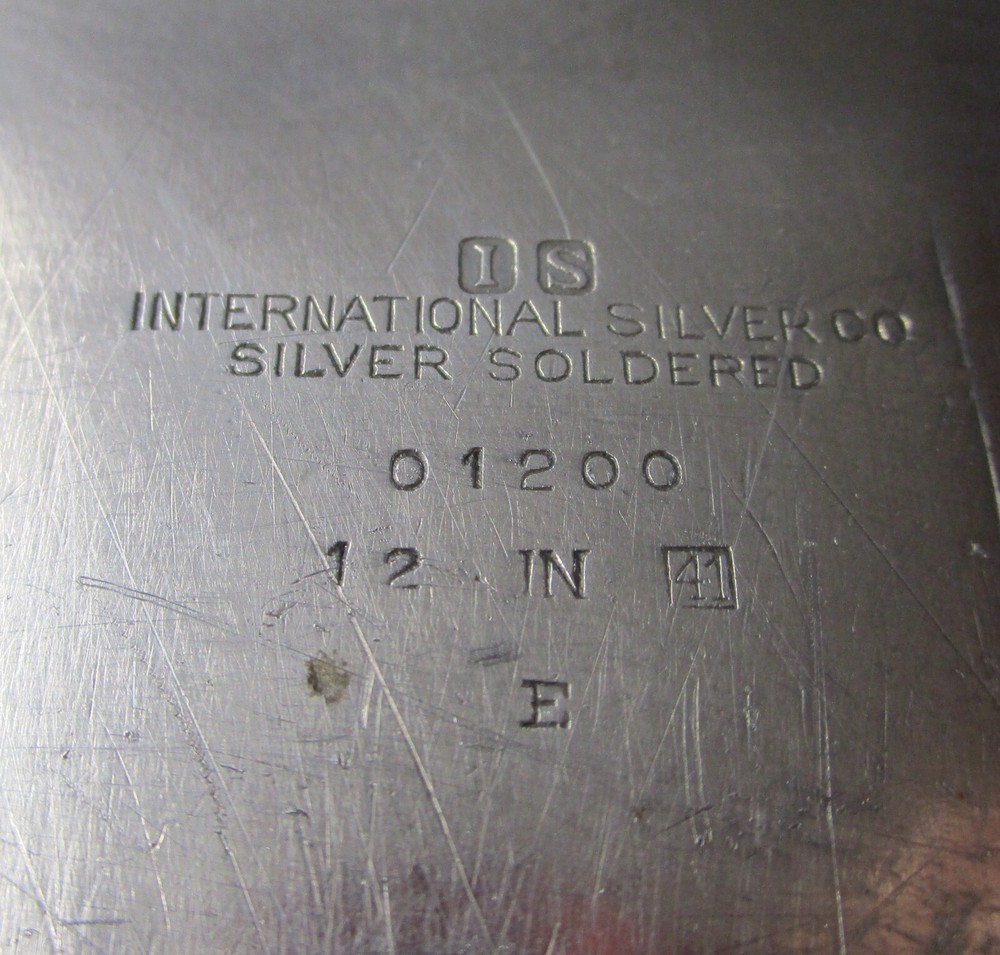 I S
INTERNATIONAL SILVER CO
SILVER SOLDERED
01200
12 IN 41
E